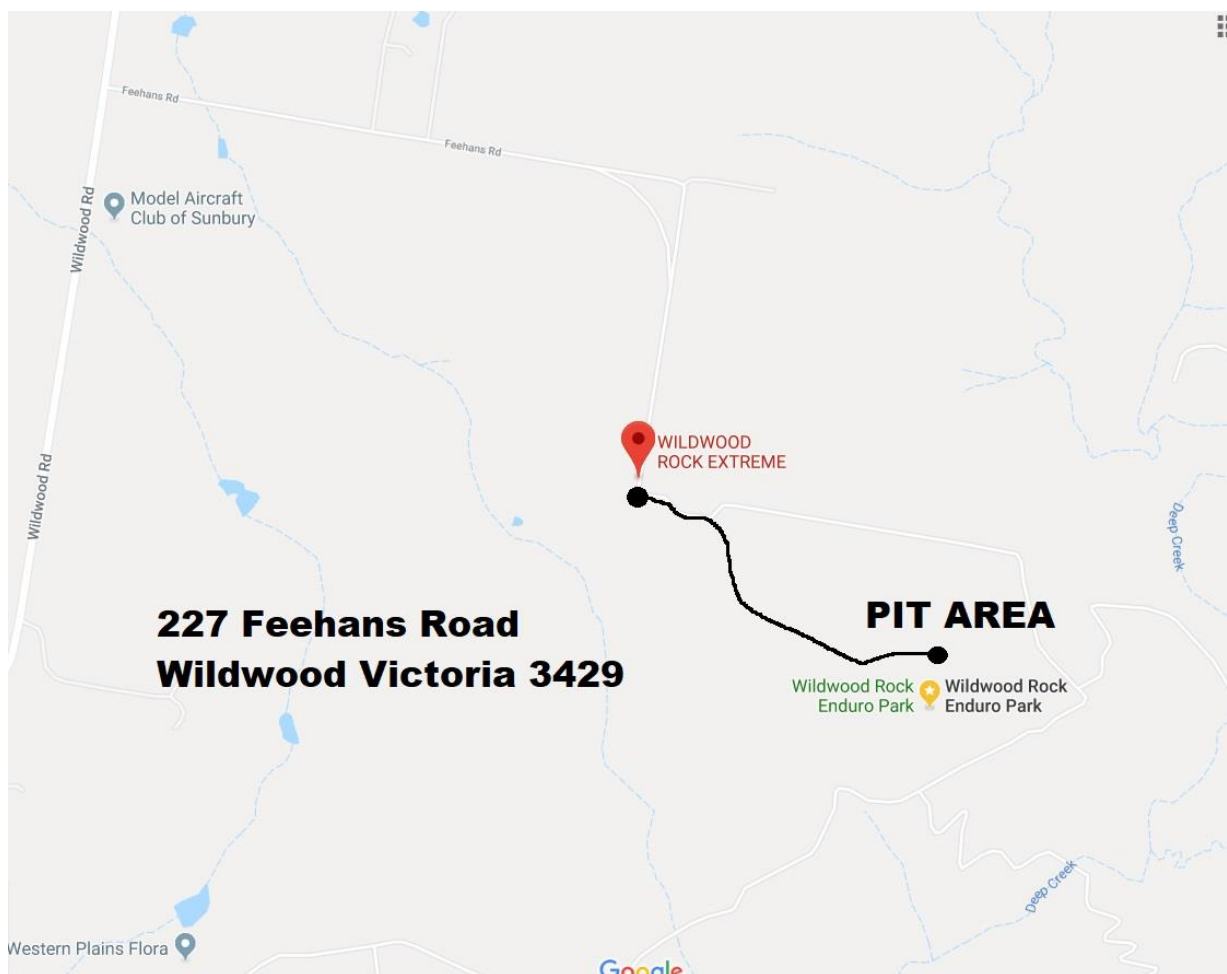 Feehans Rd
Feehans Rd
Model Aircraft
Club of Sunbury
Wildwood Rd
WILDWOOD
ROCK EXTREME
Wildwood Rd
Deep Creek
227 Feehans Road
Wildwood Victoria 3429
PIT AREA
Wildwood Rock
Enduro Park
Wildwood Rock
Enduro Park
Deep Creek
Western Plains Flora
Google